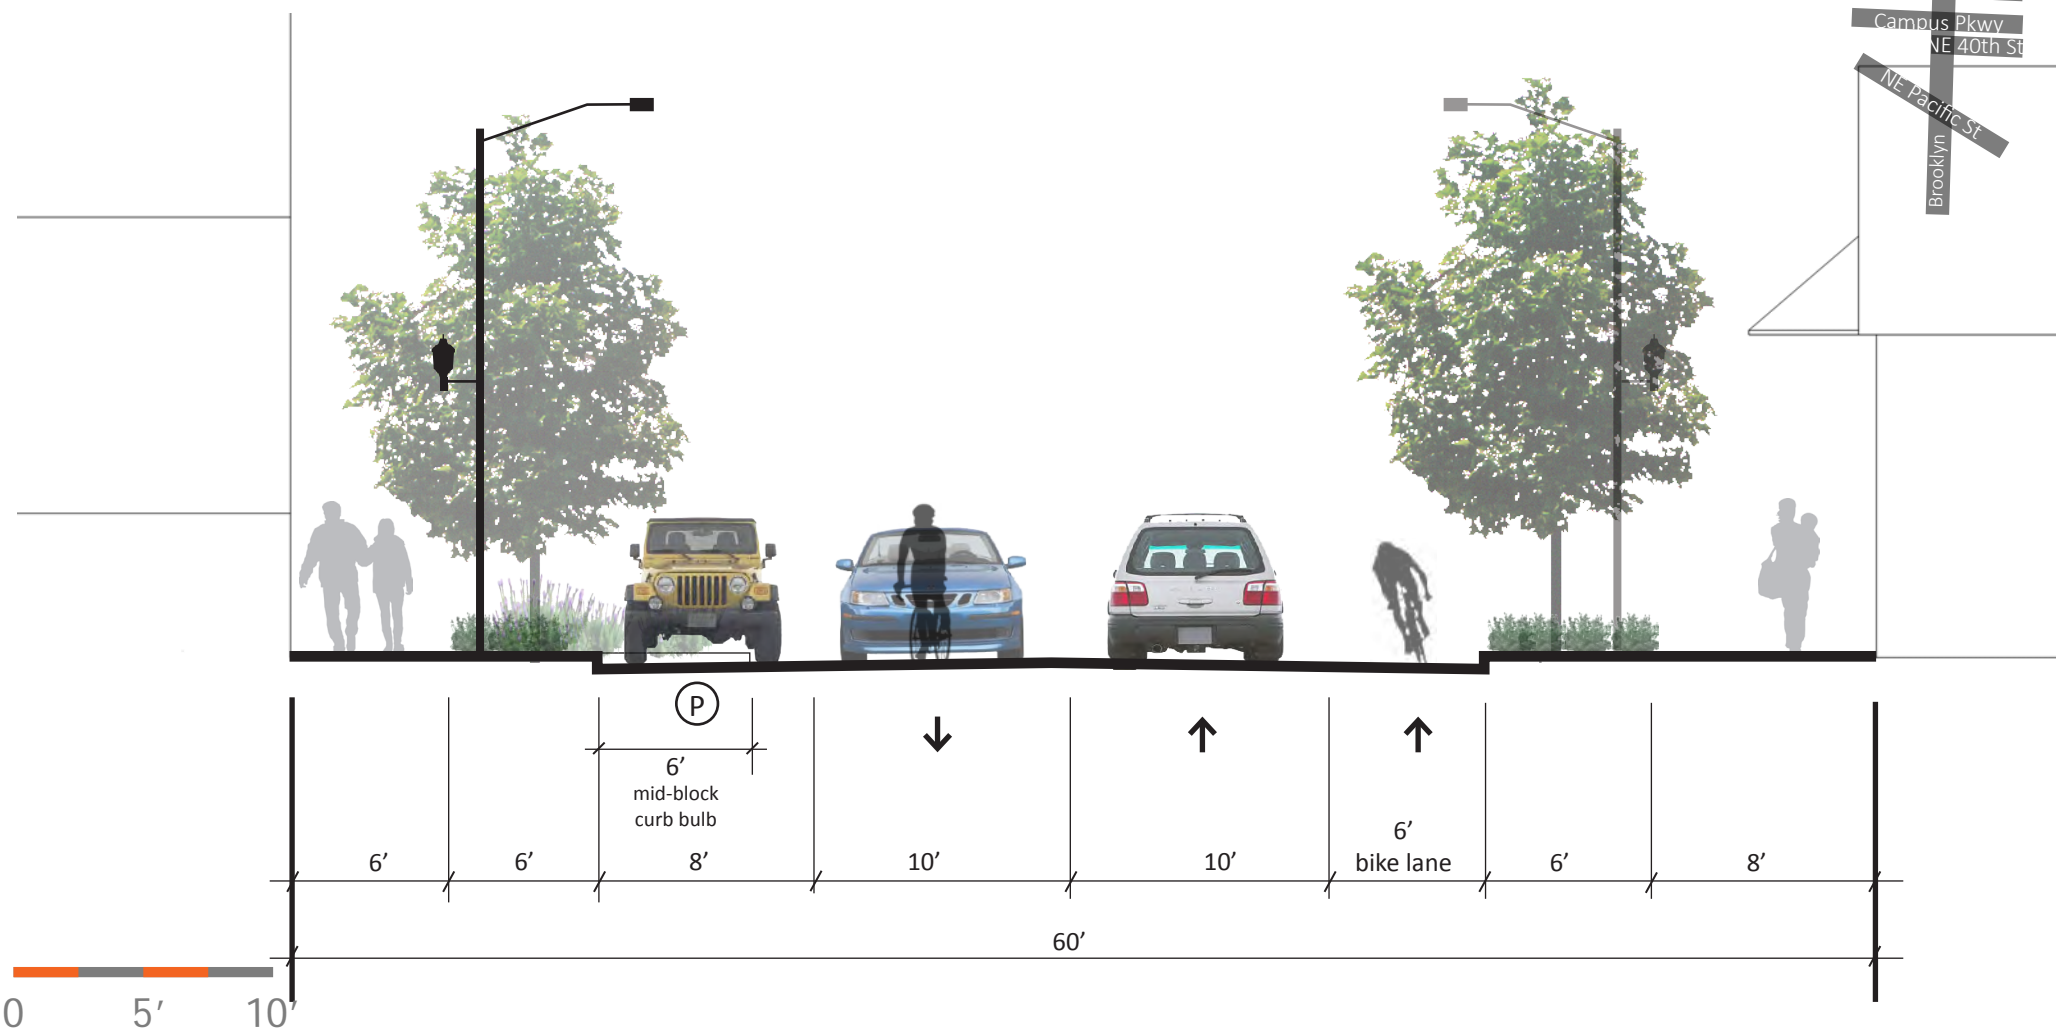 Campus Pkwy
NE 40th St
NE Pacific St
Brooklyn
P
6’
mid-block
curb bulb
6’
6’
8’
10’
10’
6’
bike lane
6’
8’
60’
0 5’ 10’